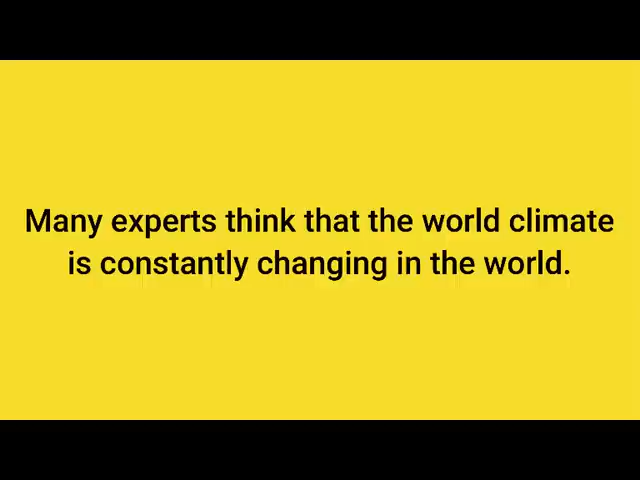 Many experts think that the world climate
is constantly changing in the world.